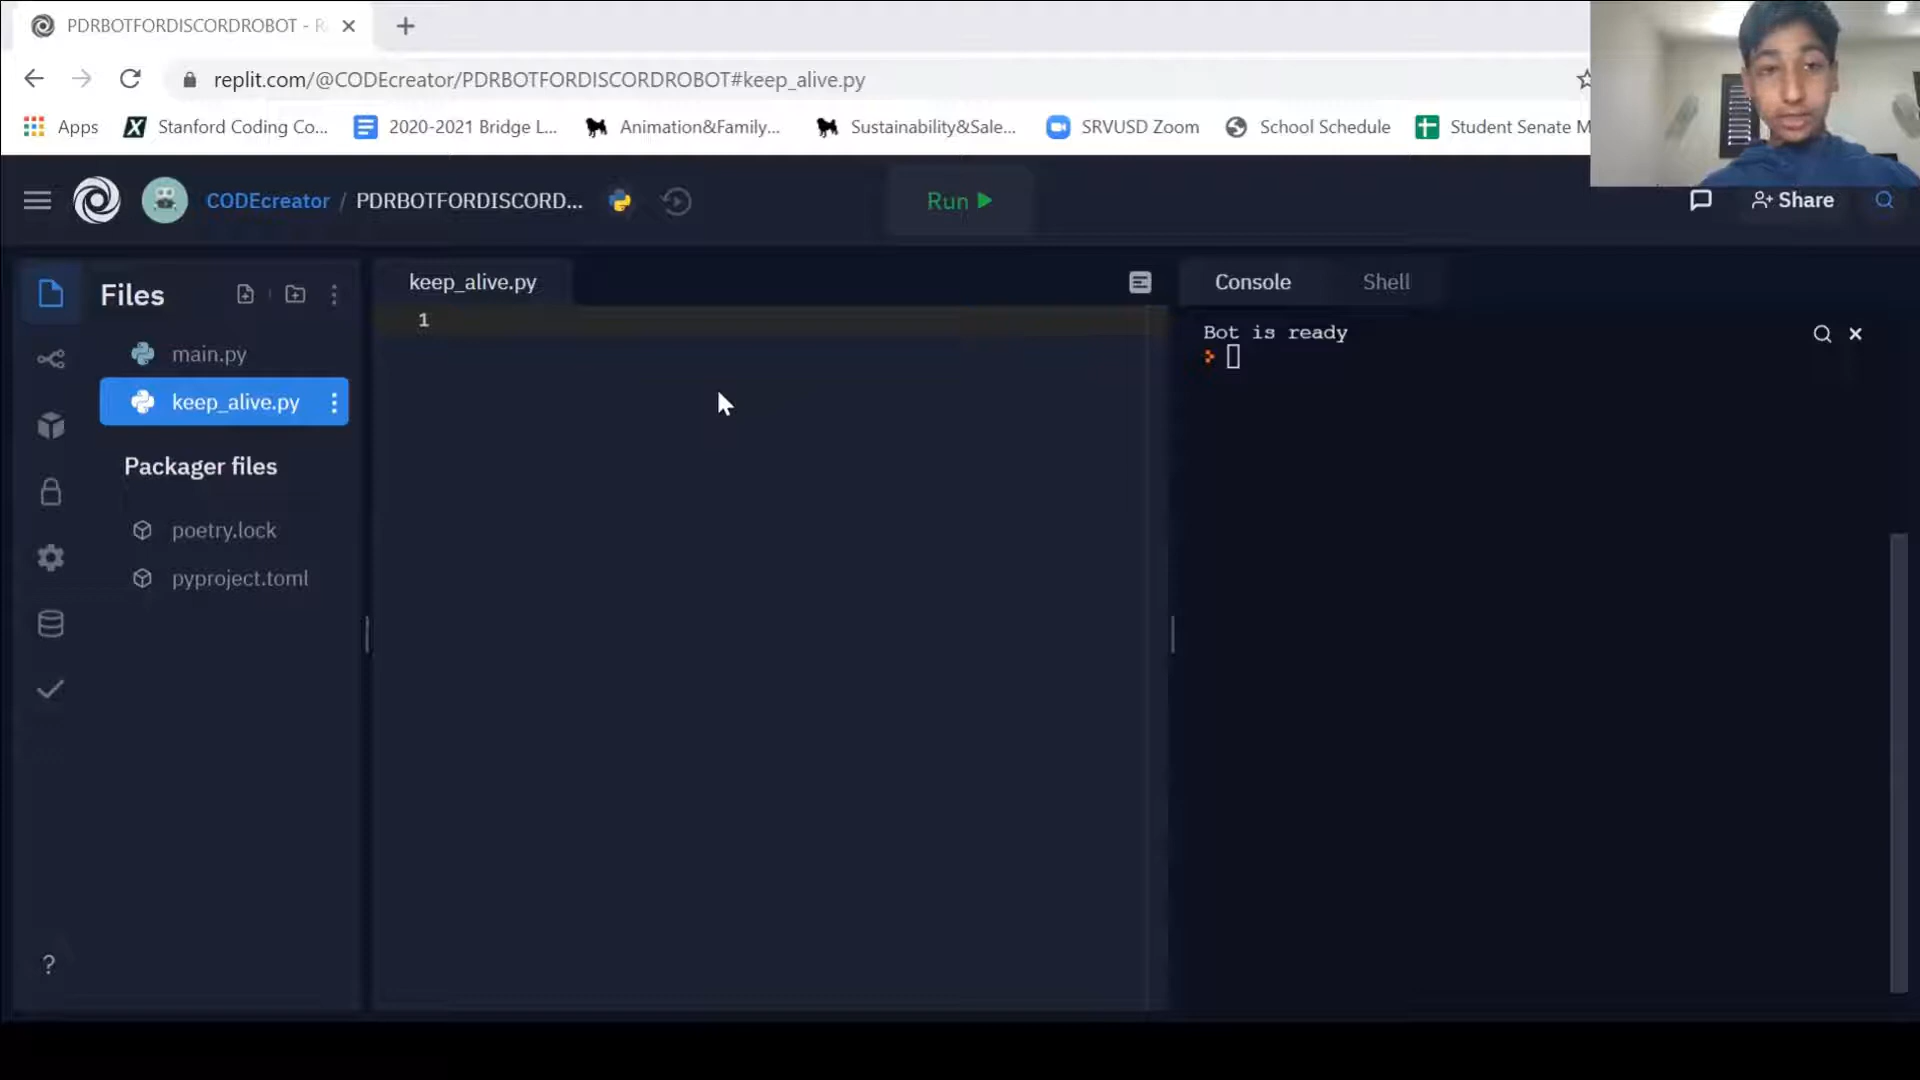 PDRBOTFORDISCORDROBOT - R
replit.com/@CODEcreator/PDRBOTFORDISCORDROBOT#keep_alive.py
Apps
Stanford Coding Co...
2020-2021 Bridge L...
Animation&Family...
Sustainability&Sale...
SRVUSD Zoom
School Schedule
Student Senate M
CODEcreator / PDRBOTFORDISCORD...
Run
Share
Files
main.py
keep_alive.py
Packager files
poetry.lock
pyproject.toml
?
keep_alive.py
1
Console
Shell
Bot is ready